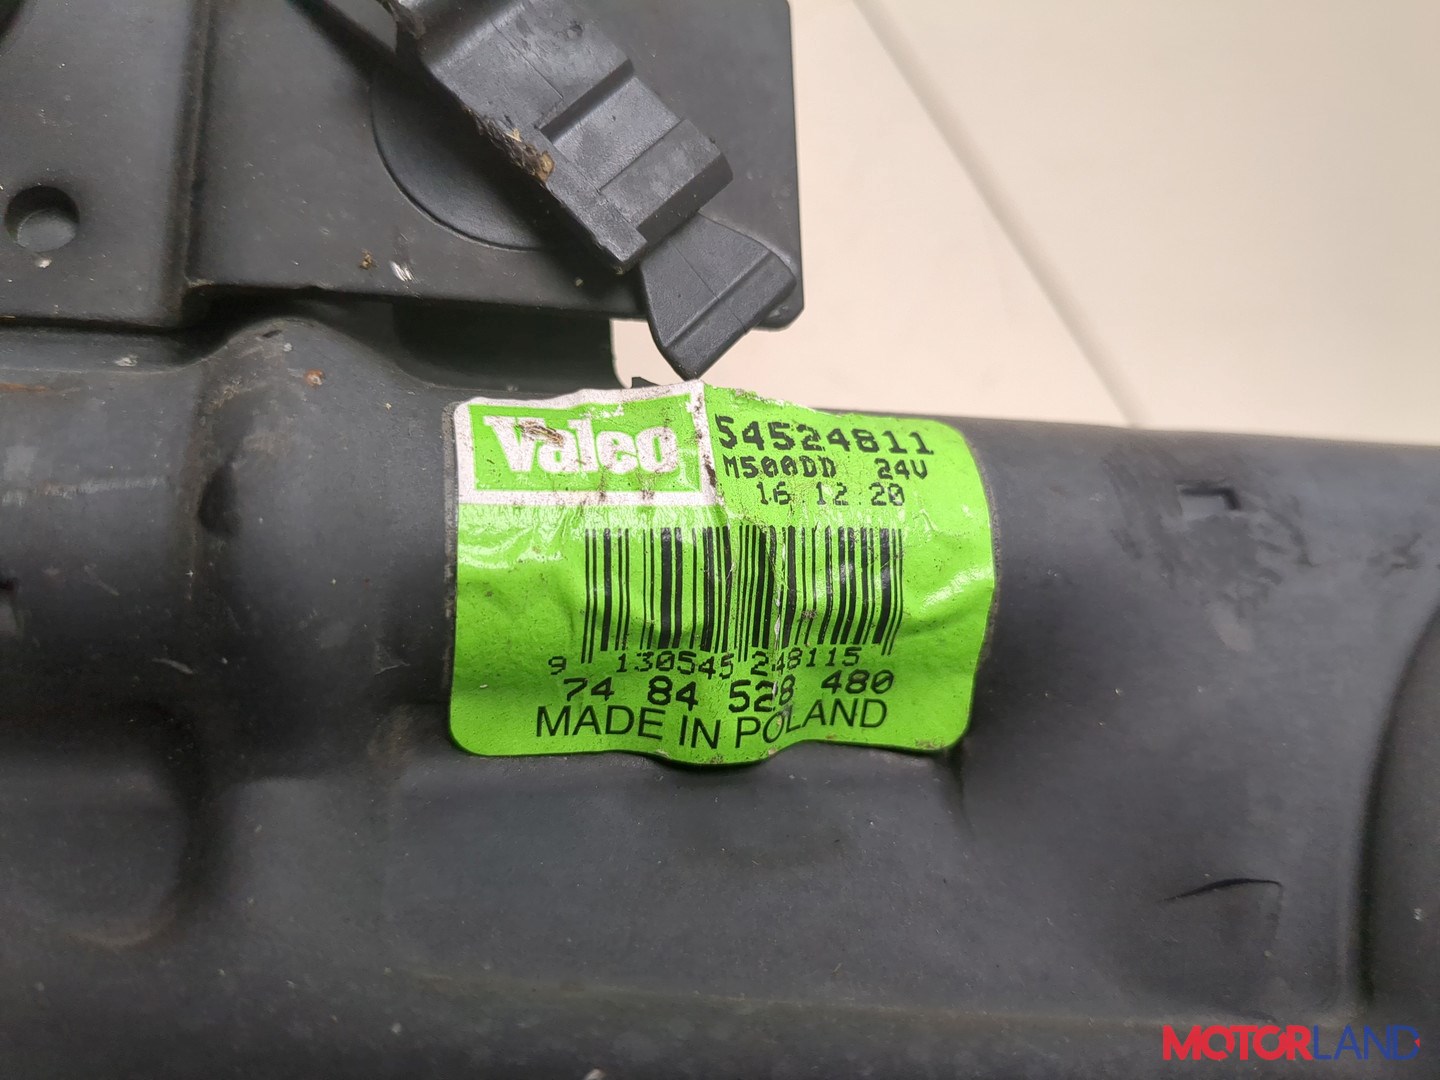 Valeo
54524811
M500DD 24V
16 12 20
9 130545 248115
74 84 528 480
MADE IN POLAND
MOTORLAND